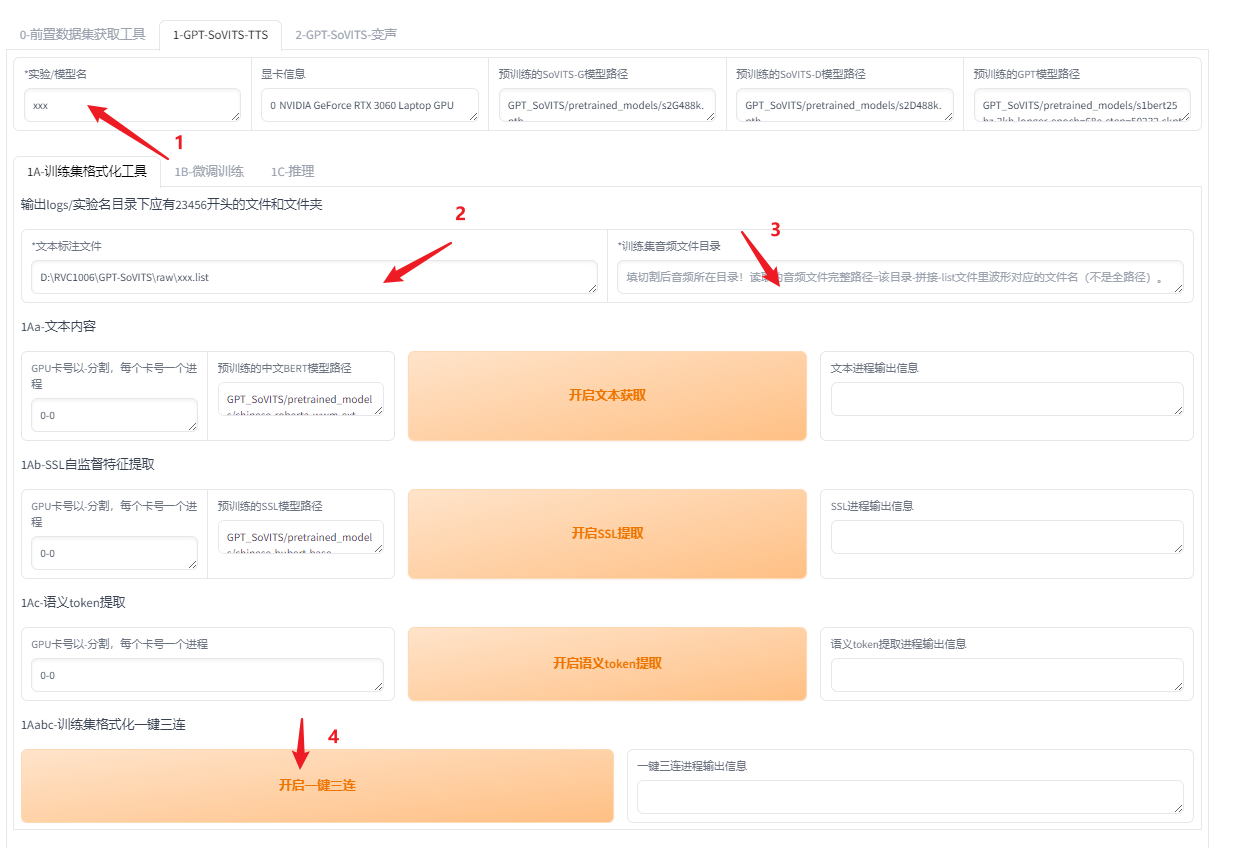 0-前置数据集获取工具
1-GPT-SoVITS-TTS
2-GPT-SoVITS-变声
*实验/模型名
显卡信息
预训练的SoVITS-G模型路径
预训练的SoVITS-D模型路径
预训练的GPT模型路径
xxx
0 NVIDIA GeForce RTX 3060 Laptop GPU
GPT_SoVITS/pretrained_models/s2G488k.
pth
GPT_SoVITS/pretrained_models/s2D488k.
pth
GPT_SoVITS/pretrained_models/s1bert25
hz-2kh-longer-epoch=68e-step=50232.ckpt
1
1A-训练集格式化工具
1B-微调训练
1C-推理
输出logs/实验名目录下应有23456开头的文件和文件夹
2
3
*文本标注文件
*训练集音频文件目录
D:\RVC1006\GPT-SoVITS\raw\xxx.list
填切割后音频所在目录！读取的音频文件完整路径=该目录-拼接-list文件里波形对应的文件名（不是全路径）。
1Aa-文本内容
GPU卡号以-分割，每个卡号一个进
程
0-0
预训练的中文BERT模型路径
GPT_SoVITS/pretrained_model
s/chinese-roberta-wwm-ext-
开启文本获取
文本进程输出信息
1Ab-SSL自监督特征提取
GPU卡号以-分割，每个卡号一个进
程
0-0
预训练的SSL模型路径
GPT_SoVITS/pretrained_model
s/chinese-hubert-base
开启SSL提取
SSL进程输出信息
1Ac-语义token提取
GPU卡号以-分割，每个卡号一个进程
0-0
开启语义token提取
语义token提取进程输出信息
1Aabc-训练集格式化一键三连
4
开启一键三连
一键三连进程输出信息